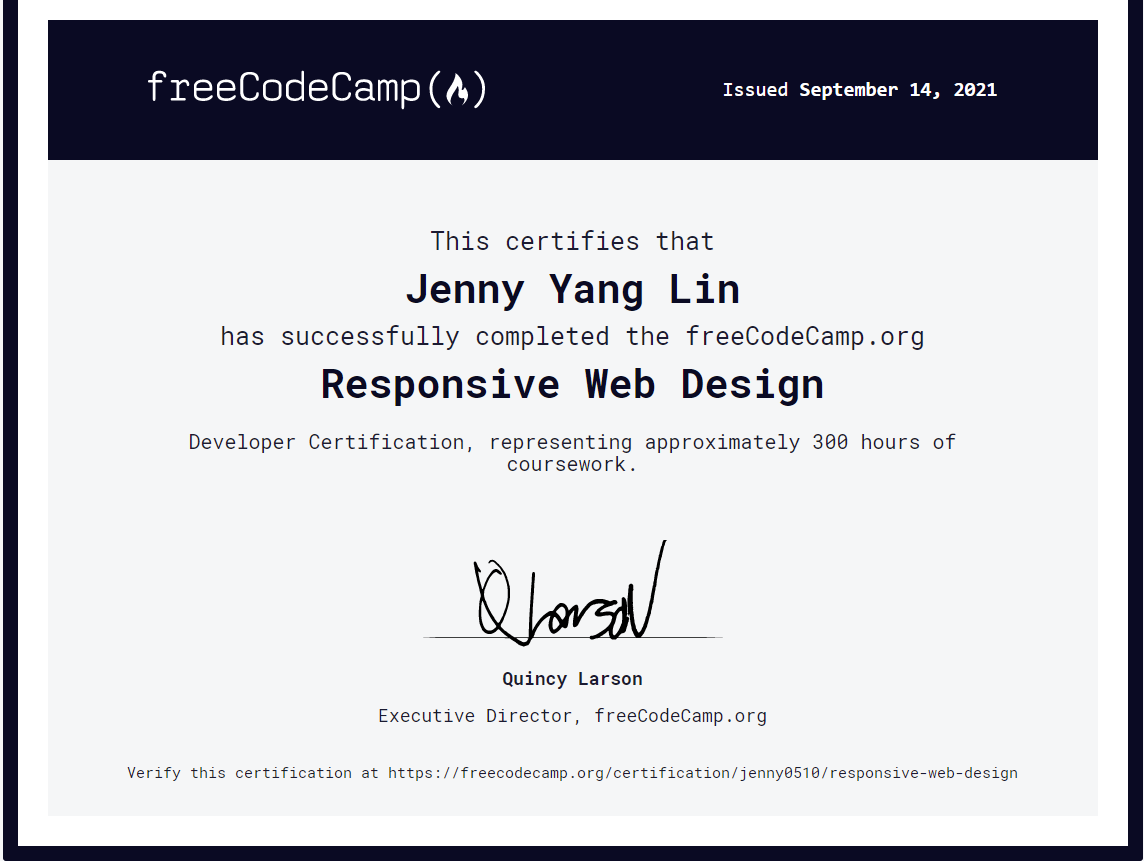 freeCodeCamp
Issued September 14, 2021
This certifies that
Jenny Yang Lin
has successfully completed the freeCodeCamp.org
Responsive Web Design
Developer Certification, representing approximately 300 hours of
coursework.
Q Larson
Quincy Larson
Executive Director, freeCodeCamp.org
Verify this certification at https://freecodecamp.org/certification/jenny0510/responsive-web-design